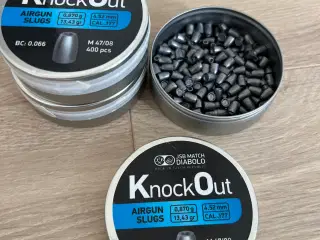 KnockOut
AIRGUN SLUGS
0,870 g
13,43 gr
4.52 mm
CAL .177
BC: 0.066
M 47/08
400 pcs
JSB MATCH
DIABOLO
KnockOut
AIRGUN SLUGS
0,870 g
13,43 gr
4.52 mm
CAL .177